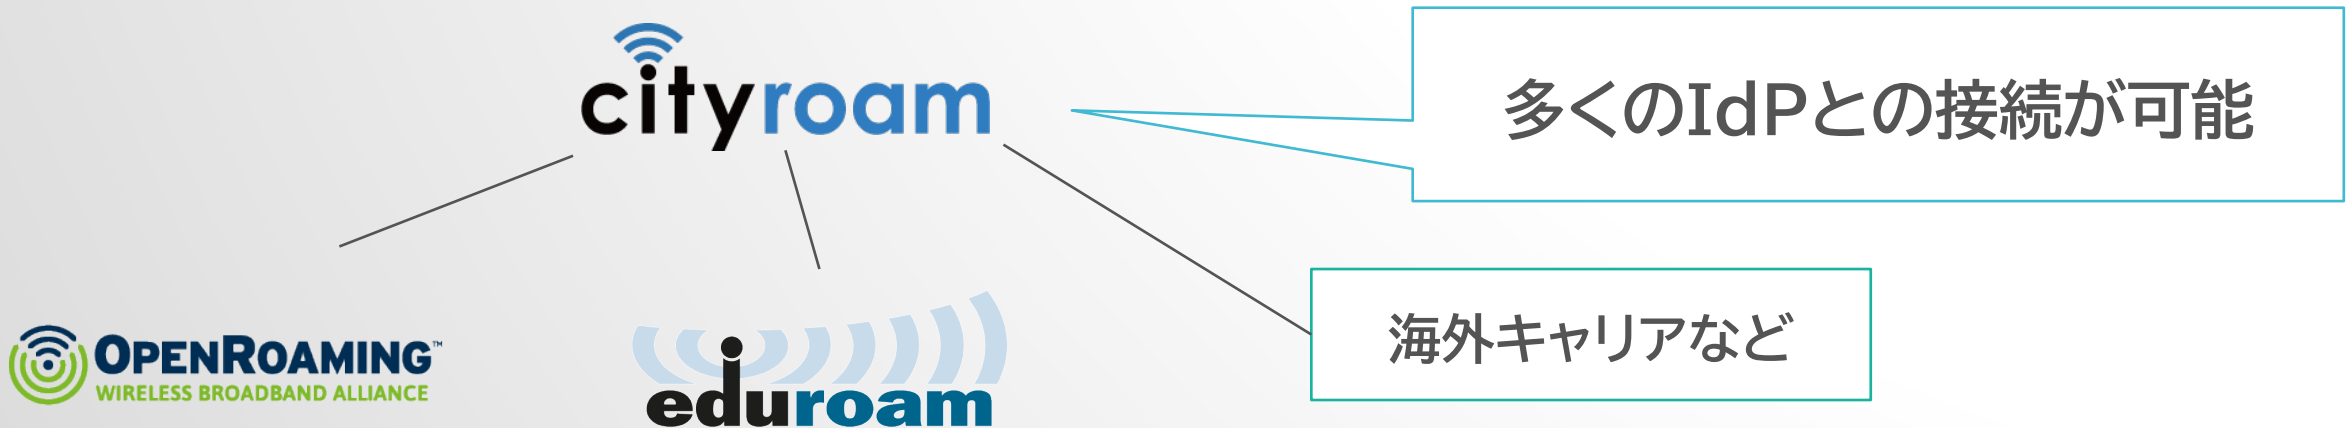 cityroam
多くのIdPとの接続が可能
OPENROAMING™
WIRELESS BROADBAND ALLIANCE
eduroam
海外キャリアなど